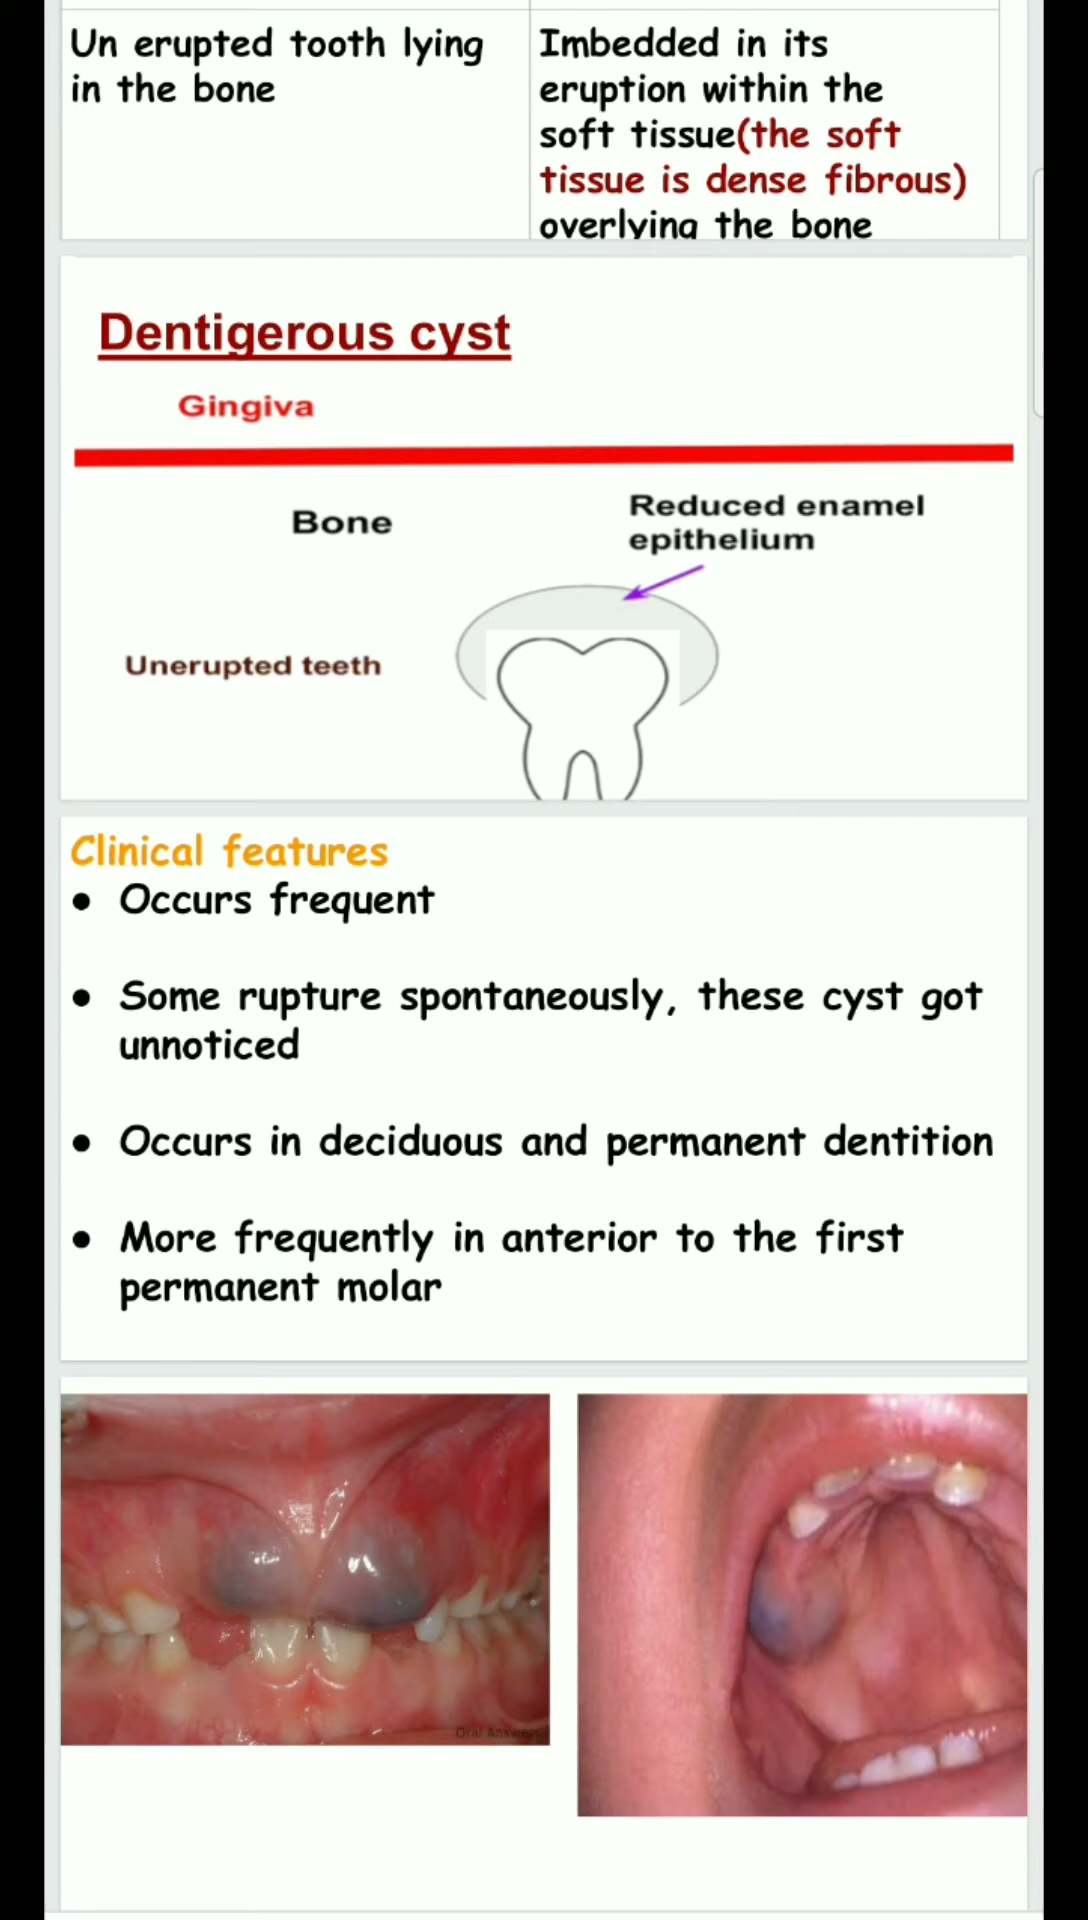 Un erupted tooth lying
in the bone
Imbedded in its
eruption within the
soft tissue(the soft
tissue is dense fibrous)
overlying the bone
Dentigerous cyst
Gingiva
Bone
Reduced enamel
epithelium
Unerupted teeth
Clinical features
● Occurs frequent
● Some rupture spontaneously, these cyst got
unnoticed
● Occurs in deciduous and permanent dentition
● More frequently in anterior to the first
permanent molar
Oral Answers